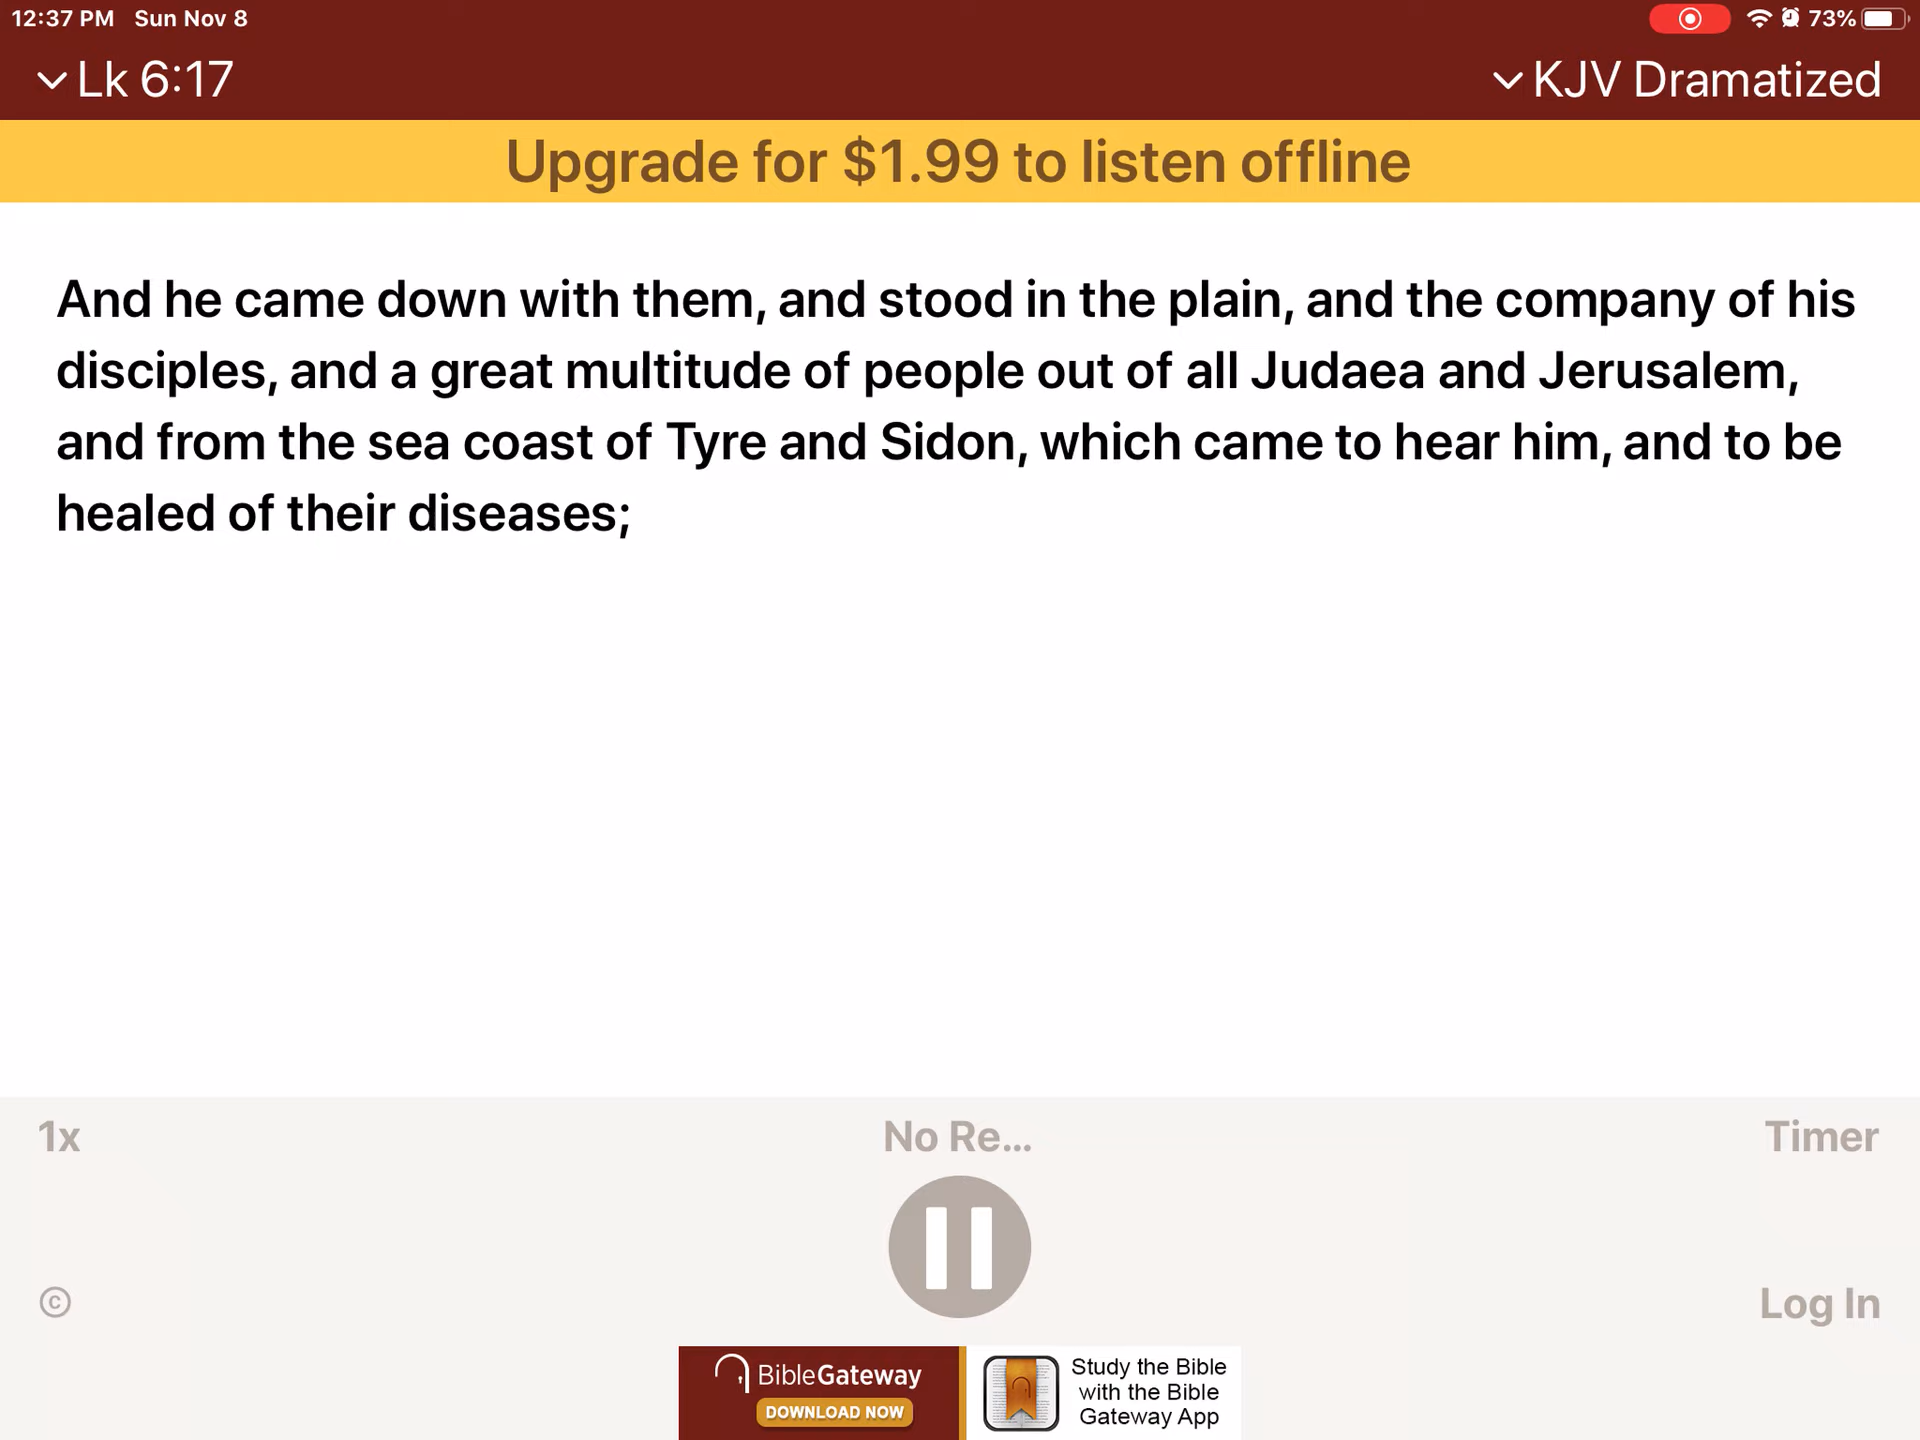 12:37 PM Sun Nov 8 73%
Lk 6:17 KJV Dramatized
Upgrade for $1.99 to listen offline
And he came down with them, and stood in the plain, and the company of his
disciples, and a great multitude of people out of all Judaea and Jerusalem,
and from the sea coast of Tyre and Sidon, which came to hear him, and to be
healed of their diseases;
1x No Re... Timer
© Log In
BibleGateway
DOWNLOAD NOW
Study the Bible
with the Bible
Gateway App